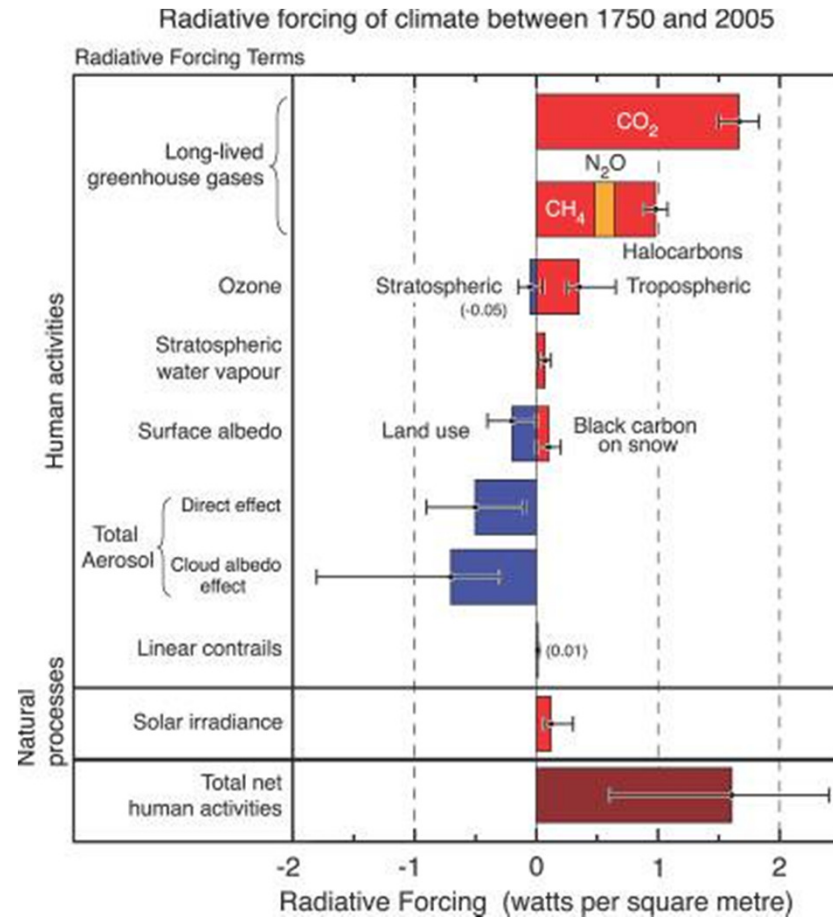 Radiative forcing of climate between 1750 and 2005
Radiative Forcing Terms
Human activities
Long-lived
greenhouse gases
CO₂
N₂O
CH₄
Halocarbons
Ozone
Stratospheric
(-0.05)
Tropospheric
Stratospheric
water vapour
Surface albedo
Land use
Black carbon
on snow
Total
Aerosol
Direct effect
Cloud albedo
effect
Linear contrails
(0.01)
Natural
processes
Solar irradiance
Total net
human activities
-2 -1 0 1 2
Radiative Forcing (watts per square metre)